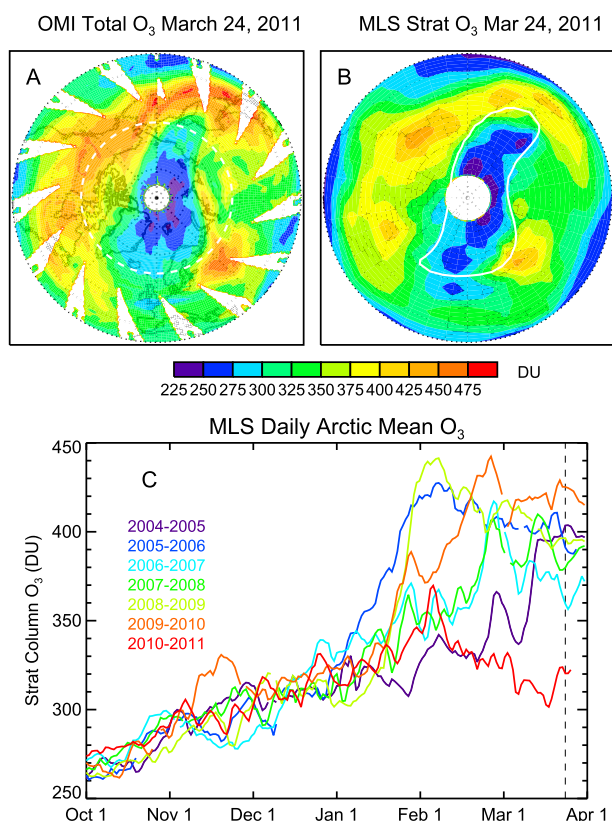 OMI Total O3 March 24, 2011
MLS Strat O3 Mar 24, 2011
A
B
225 250 275 300 325 350 375 400 425 450 475
DU
MLS Daily Arctic Mean O3
C
Strat Column O3 (DU)
450
400
350
300
250
2004-2005
2005-2006
2006-2007
2007-2008
2008-2009
2009-2010
2010-2011
Oct 1 Nov 1 Dec 1 Jan 1 Feb 1 Mar 1 Apr 1